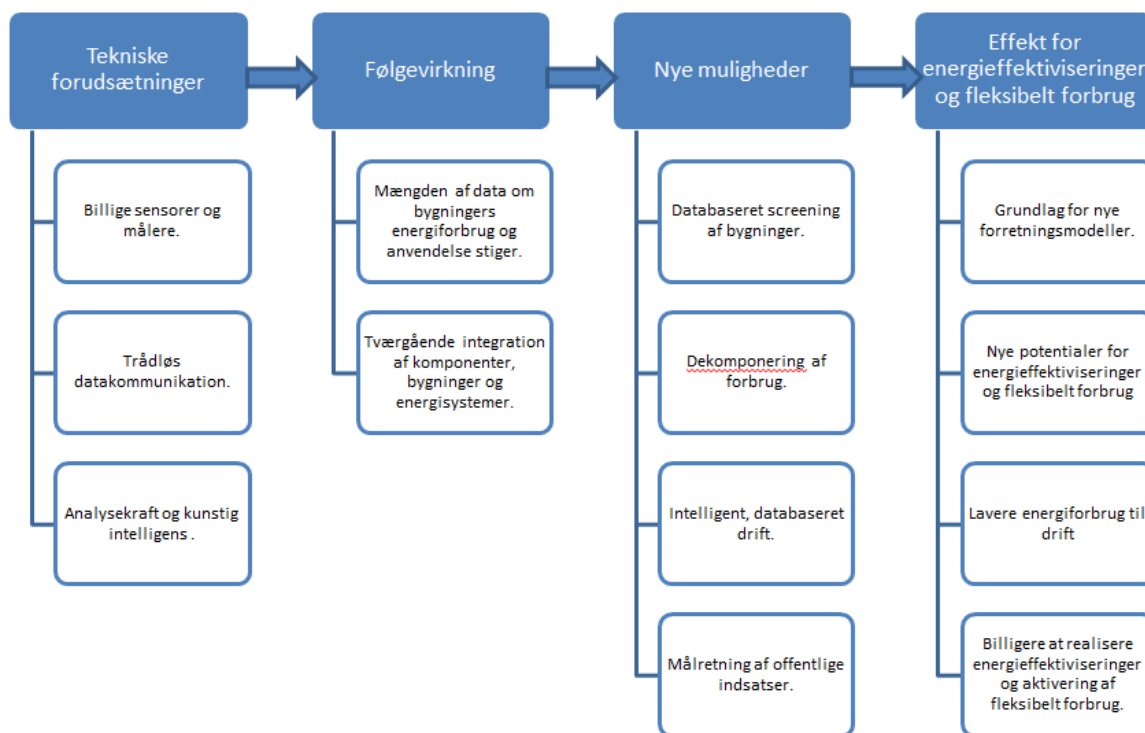 Tekniske
forudsætninger
Følgevirkning
Nye muligheder
Effekt for
energieffektiviseringer
og fleksibelt forbrug
Billige sensorer og
målere.
Trådløs
datakommunikation.
Analysekraft og kunstig
intelligens .
Mængden af data om
bygningers
energiforbrug og
anvendelse stiger.
Tværgående integration
af komponenter,
bygninger og
energisystemer.
Databaseret screening
af bygninger.
Dekomponering af
forbrug.
Intelligent, databaseret
drift.
Målretning af offentlige
indsatser.
Grundlag for nye
forretningsmodeller.
Nye potentialer for
energieffektiviseringer
og fleksibelt forbrug
Lavere energiforbrug til
drift
Billigere at realisere
energieffektiviseringer
og aktivering af
fleksibelt forbrug.